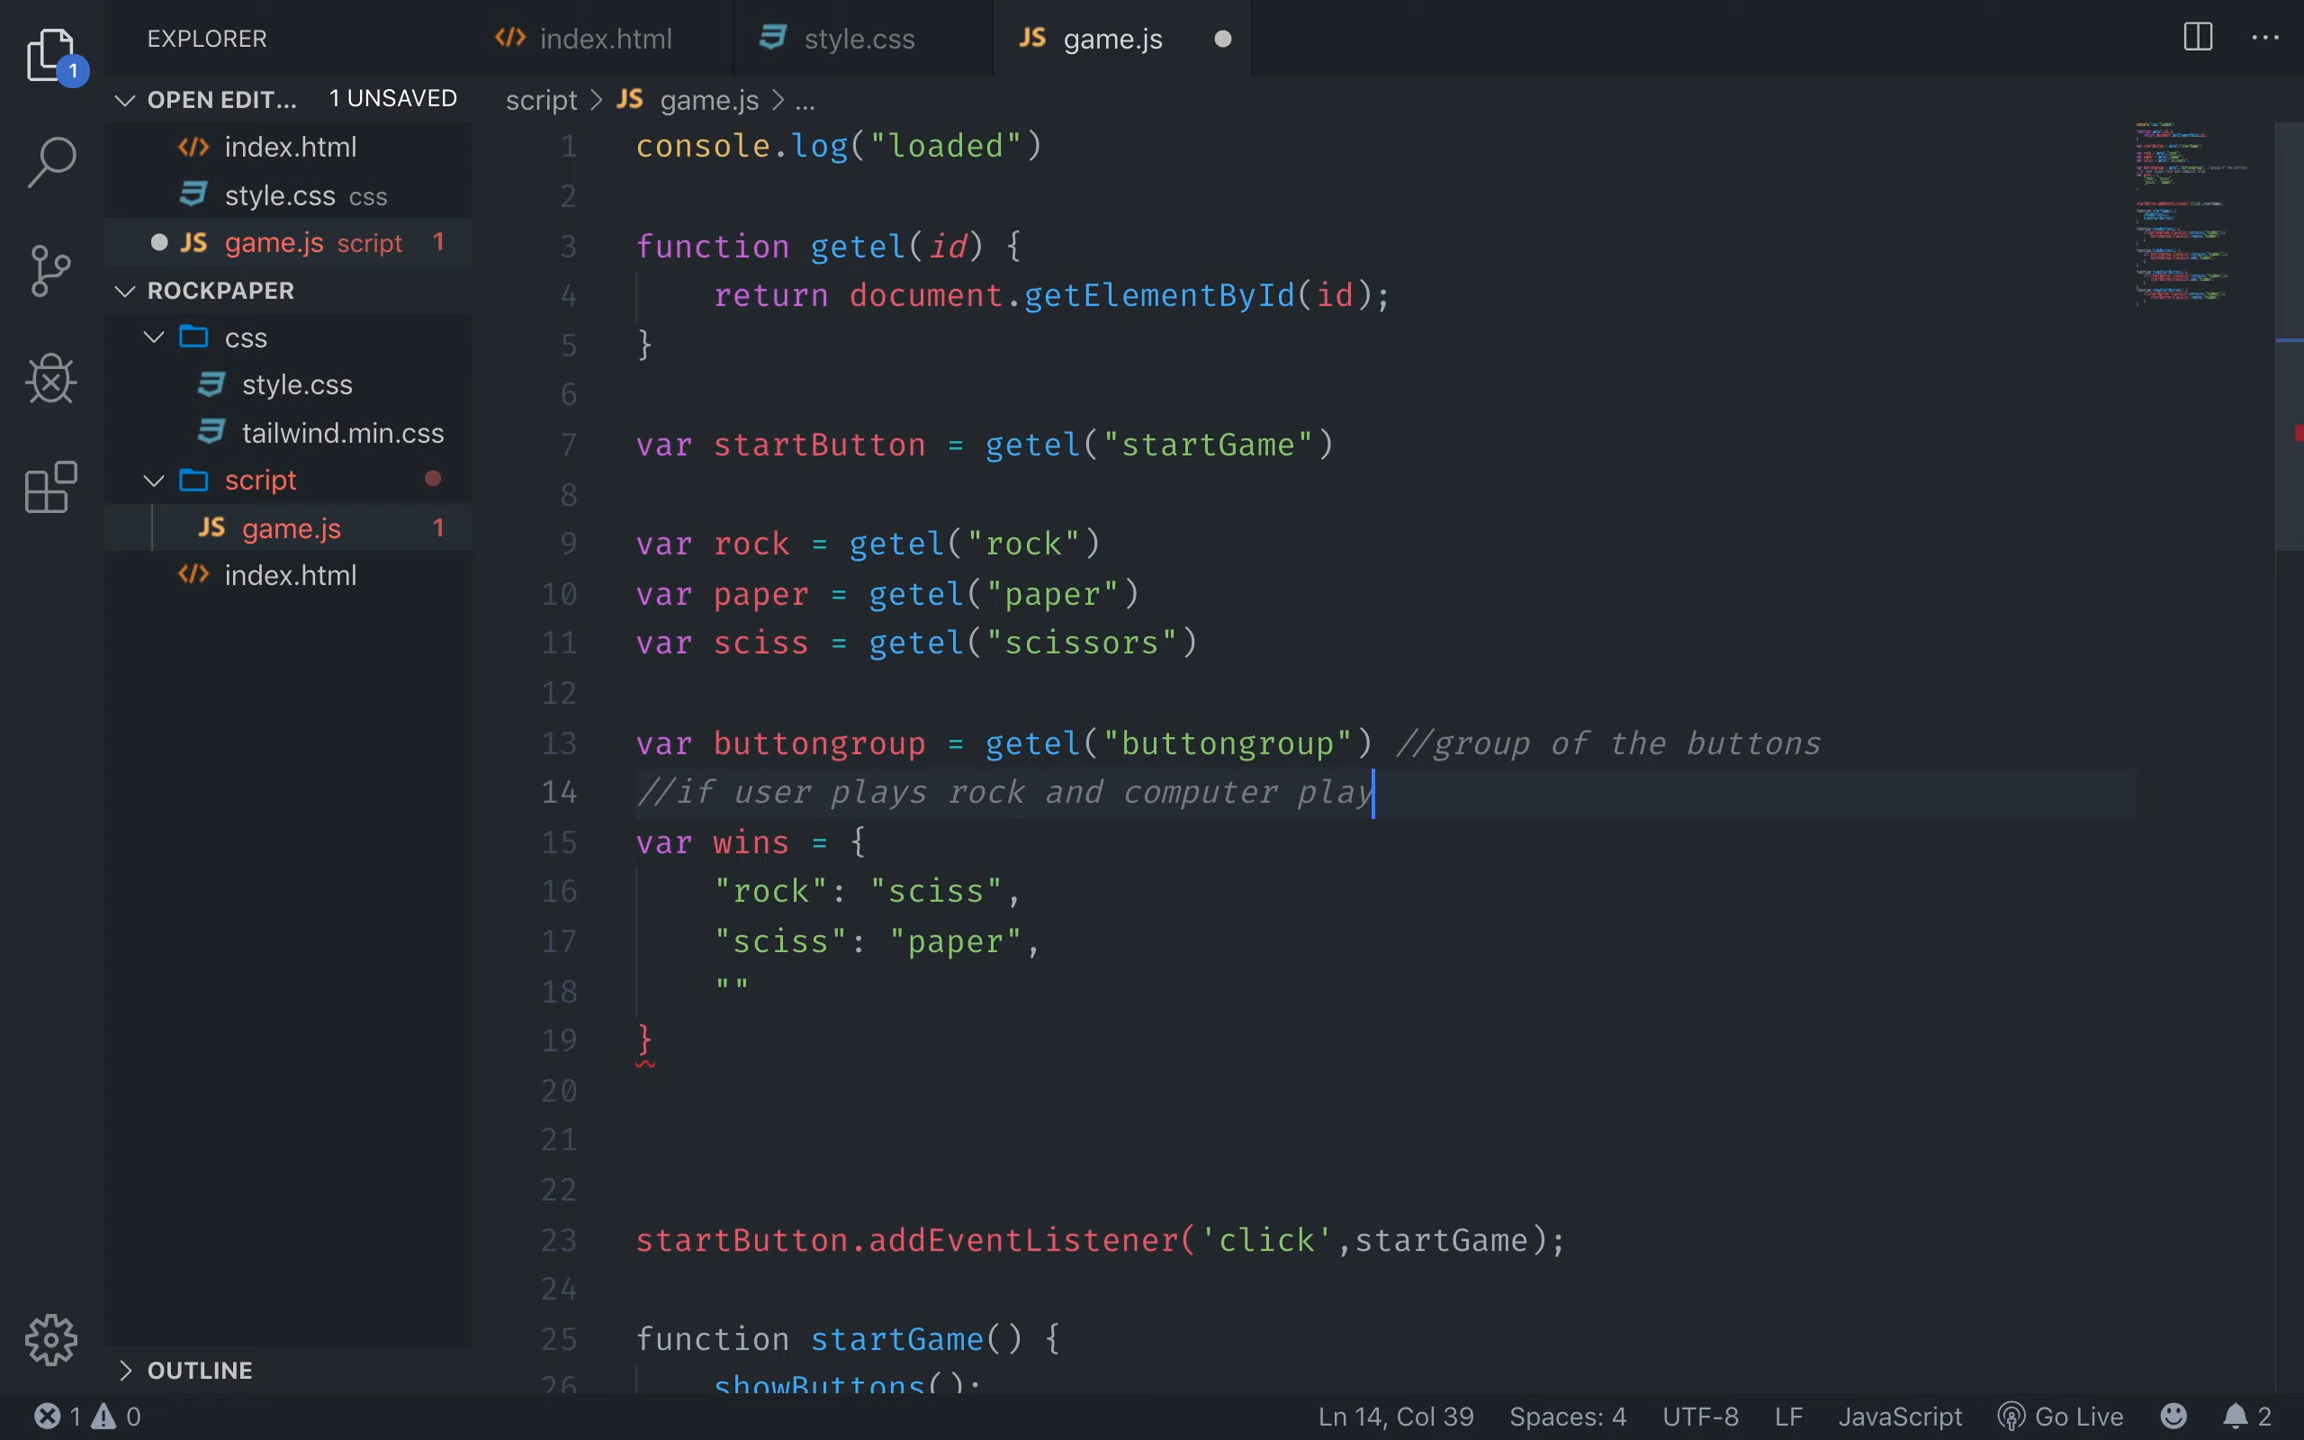 EXPLORER
index.html
style.css
JS game.js
1
OPEN EDIT... 1 UNSAVED
index.html
style.css css
JS game.js script 1
ROCKPAPER
css
style.css
tailwind.min.css
script
JS game.js 1
index.html
OUTLINE
script > JS game.js > ...
1 console.log("loaded")
2
3 function getel(id) {
4 return document.getElementById(id);
5 }
6
7 var startButton = getel("startGame")
8
9 var rock = getel("rock")
10 var paper = getel("paper")
11 var sciss = getel("scissors")
12
13 var buttongroup = getel("buttongroup") //group of the buttons
14 //if user plays rock and computer play
15 var wins = {
16 "rock": "sciss",
17 "sciss": "paper",
18 ""
19 }
20
21
22
23 startButton.addEventListener('click',startGame);
24
25 function startGame() {
26 showButtons();
1 0
Ln 14, Col 39 Spaces: 4 UTF-8 LF JavaScript Go Live 2